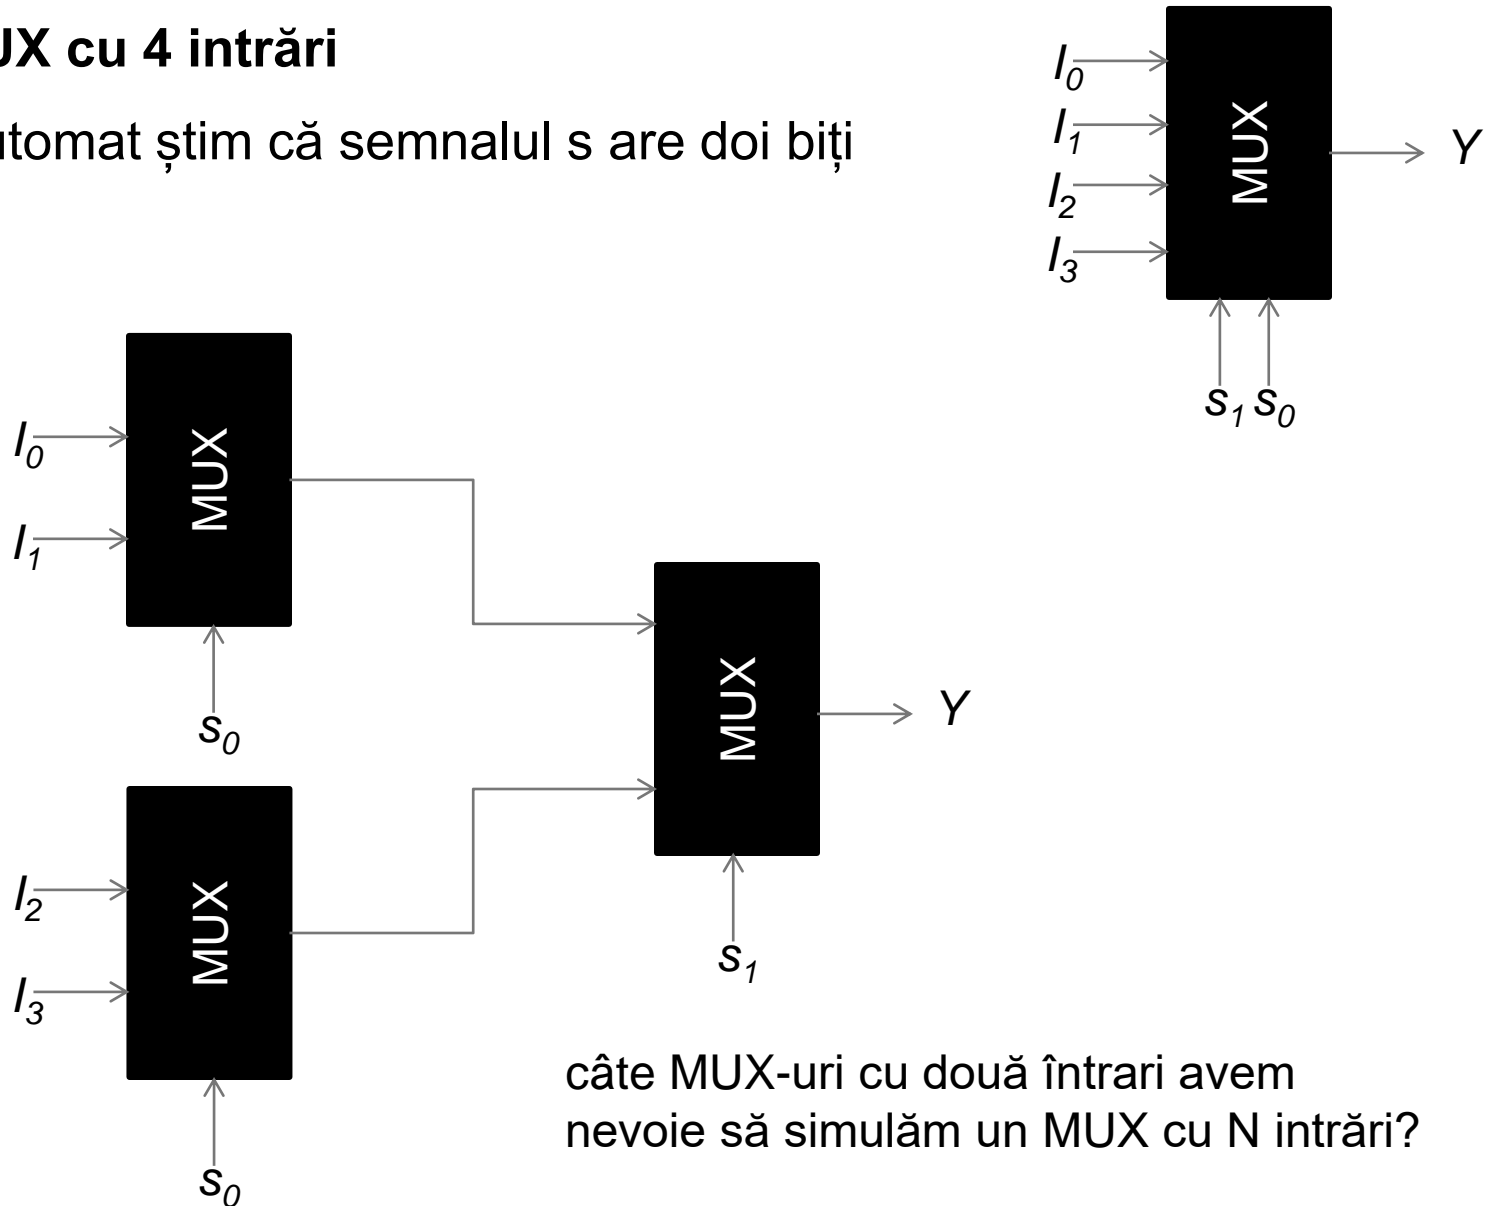 UX cu 4 intrări
utomat știm că semnalul s are doi biți
I0
I1
I2
I3
MUX
Y
s1 s0
I0
I1
MUX
s0
I2
I3
MUX
s0
MUX
Y
s1
câte MUX-uri cu două întrari avem
nevoie să simulăm un MUX cu N intrări?